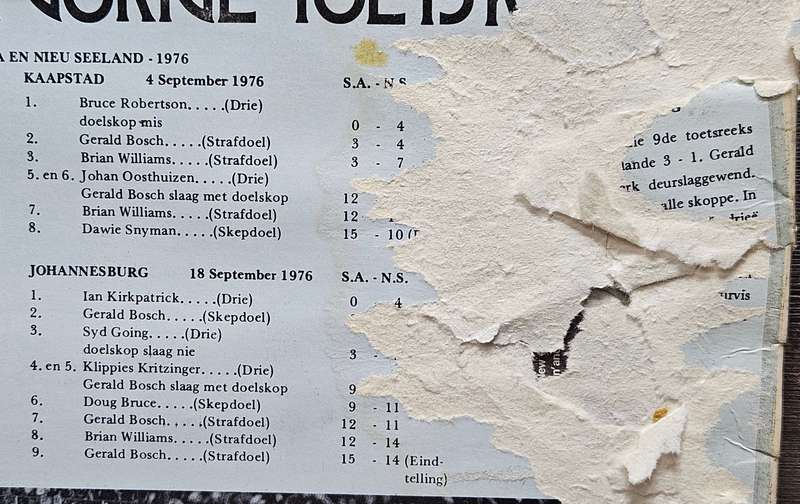 A EN NIEU SEELAND - 1976
KAAPSTAD 4 September 1976 S.A. - N.S.
1. Bruce Robertson.....(Drie)
doelskop mis 0 - 4
2. Gerald Bosch.....(Strafdoel) 3 - 4
3. Brian Williams.....(Strafdoel) 3 - 7
5. en 6. Johan Oosthuizen.....(Drie)
Gerald Bosch slaag met doelskop 12
7. Brian Williams.....(Strafdoel) 12 -
8. Dawie Snyman.....(Skepdoel) 15 - 10
JOHANNESBURG 18 September 1976 S.A. - N.S.
1. Ian Kirkpatrick.....(Drie) 0 4
2. Gerald Bosch.....(Skepdoel)
3. Syd Going.....(Drie)
doelskop slaag nie 3 -
4. en 5. Klippies Kritzinger....(Drie)
Gerald Bosch slaag met doelskop 9
6. Doug Bruce.....(Skepdoel) 9 - 11
7. Gerald Bosch.....(Strafdoel) 12 - 11
8. Brian Williams.....(Strafdoel) 12 - 14
9. Gerald Bosch.....(Strafdoel) 15 - 14 (Eind-
telling)
9de toetsreeks
3 - 1. Gerald
deurslaggewend.
alle skoppe. In